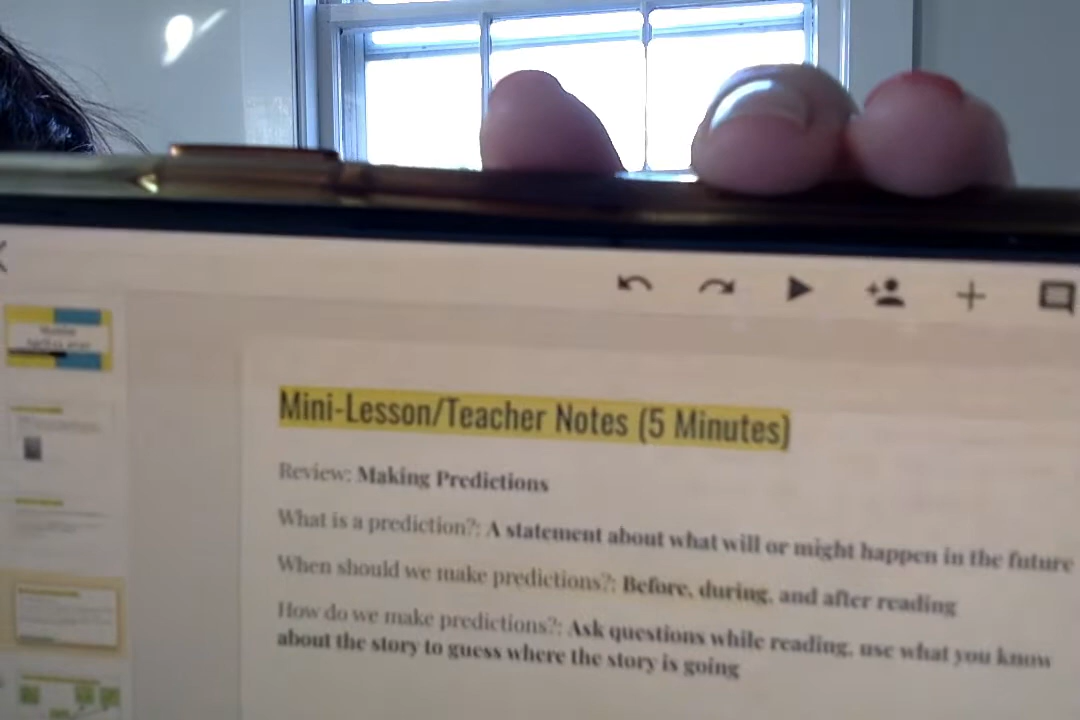 Mini-Lesson/Teacher Notes (5 Minutes)
Review: Making Predictions
What is a prediction?: A statement about what will or might happen in the future
When should we make predictions?: Before, during, and after reading
How do we make predictions?: Ask questions while reading, use what you know
about the story to guess where the story is going